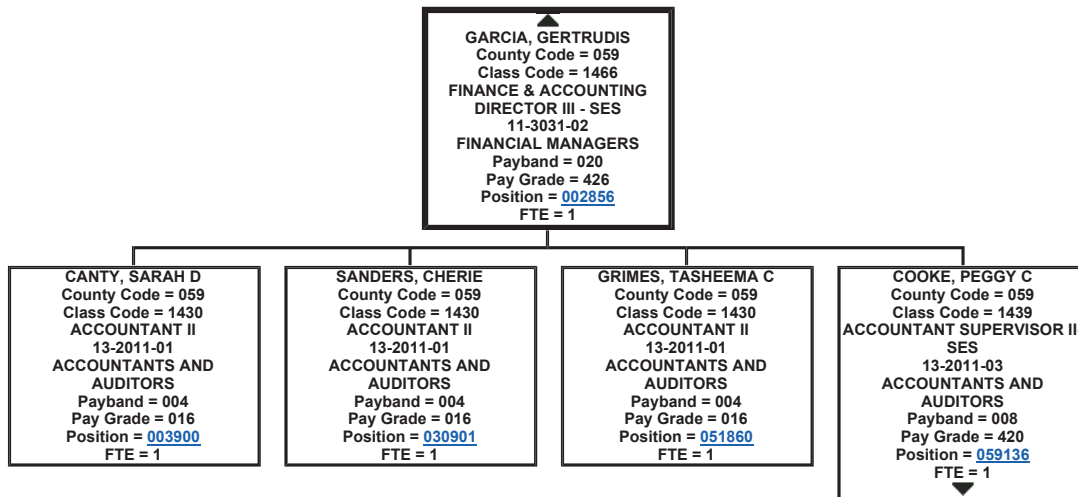 GARCIA, GERTRUDIS
County Code = 059
Class Code = 1466
FINANCE & ACCOUNTING
DIRECTOR III - SES
11-3031-02
FINANCIAL MANAGERS
Payband = 020
Pay Grade = 426
Position = 002856
FTE = 1
CANTY, SARAH D
County Code = 059
Class Code = 1430
ACCOUNTANT II
13-2011-01
ACCOUNTANTS AND
AUDITORS
Payband = 004
Pay Grade = 016
Position = 003900
FTE = 1
SANDERS, CHERIE
County Code = 059
Class Code = 1430
ACCOUNTANT II
13-2011-01
ACCOUNTANTS AND
AUDITORS
Payband = 004
Pay Grade = 016
Position = 030901
FTE = 1
GRIMES, TASHEEMA C
County Code = 059
Class Code = 1430
ACCOUNTANT II
13-2011-01
ACCOUNTANTS AND
AUDITORS
Payband = 004
Pay Grade = 016
Position = 051860
FTE = 1
COOKE, PEGGY C
County Code = 059
Class Code = 1439
ACCOUNTANT SUPERVISOR II-
SES
13-2011-03
ACCOUNTANTS AND
AUDITORS
Payband = 008
Pay Grade = 420
Position = 059136
FTE = 1